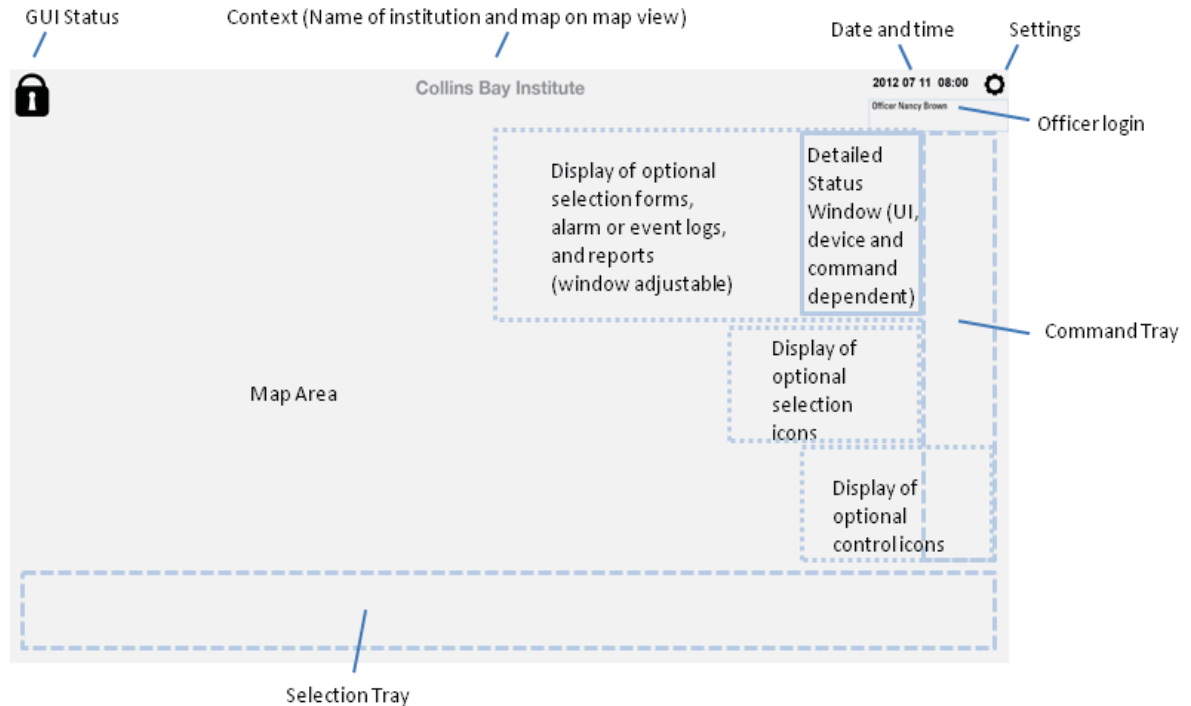 GUI Status
Context (Name of institution and map on map view)
Date and time
Settings
Collins Bay Institute
2012 07 11 08:00
Officer Nancy Brown
Officer login
Display of optional
selection forms,
alarm or event logs,
and reports
(window adjustable)
Detailed
Status
Window (UI,
device and
command
dependent)
Command Tray
Display of
optional
selection
icons
Map Area
Display of
optional
control icons
Selection Tray